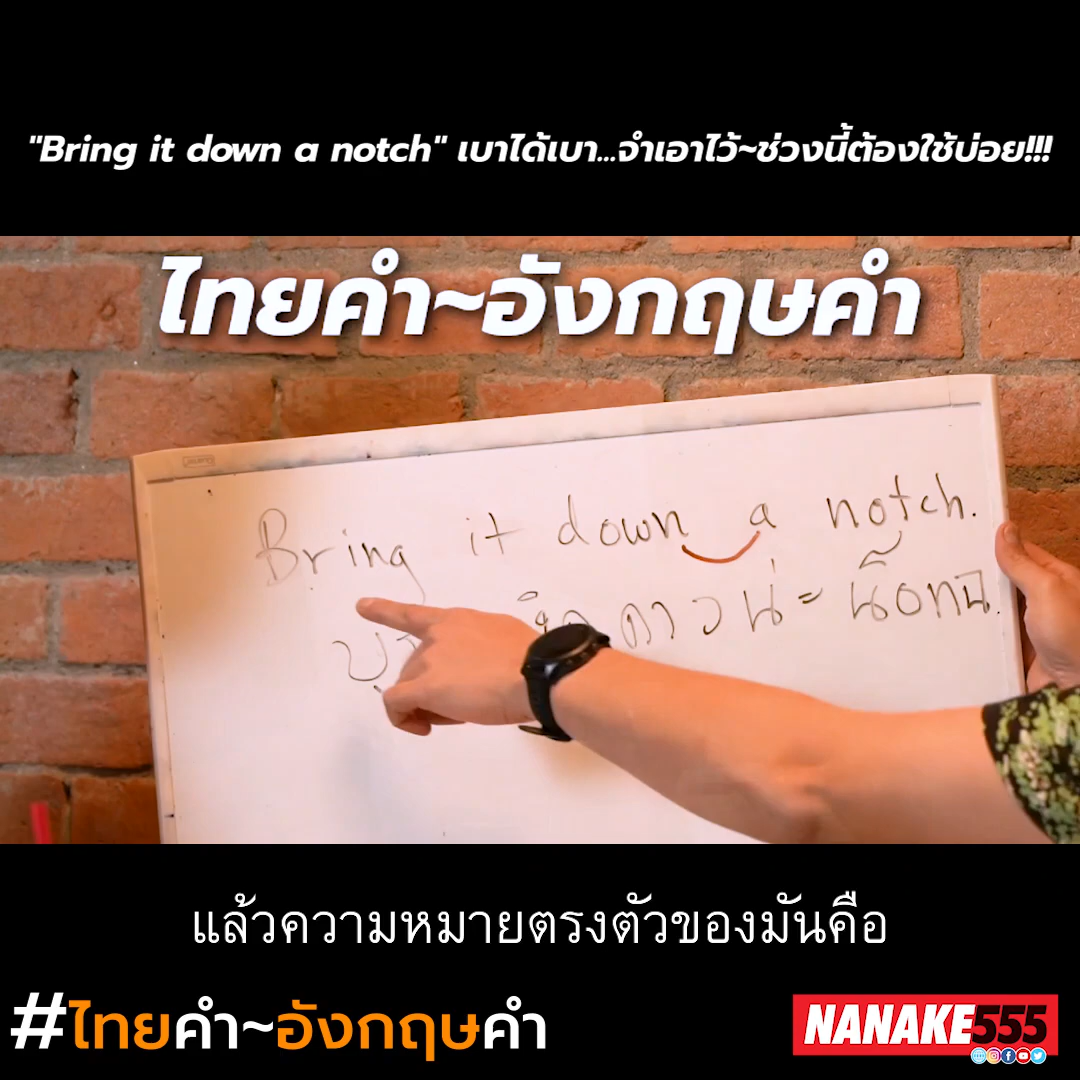 "Bring it down a notch" เบาได้เบา...จำเอาไว้~ช่วงนี้ต้องใช้บ่อย!!!
ไทยคำ~อังกฤษคำ
Bring it down a notch.
ดาวน่ะ น็อทฉ.
แล้วความหมายตรงตัวของมันคือ
#ไทยคำ~อังกฤษคำ
NANAKE555